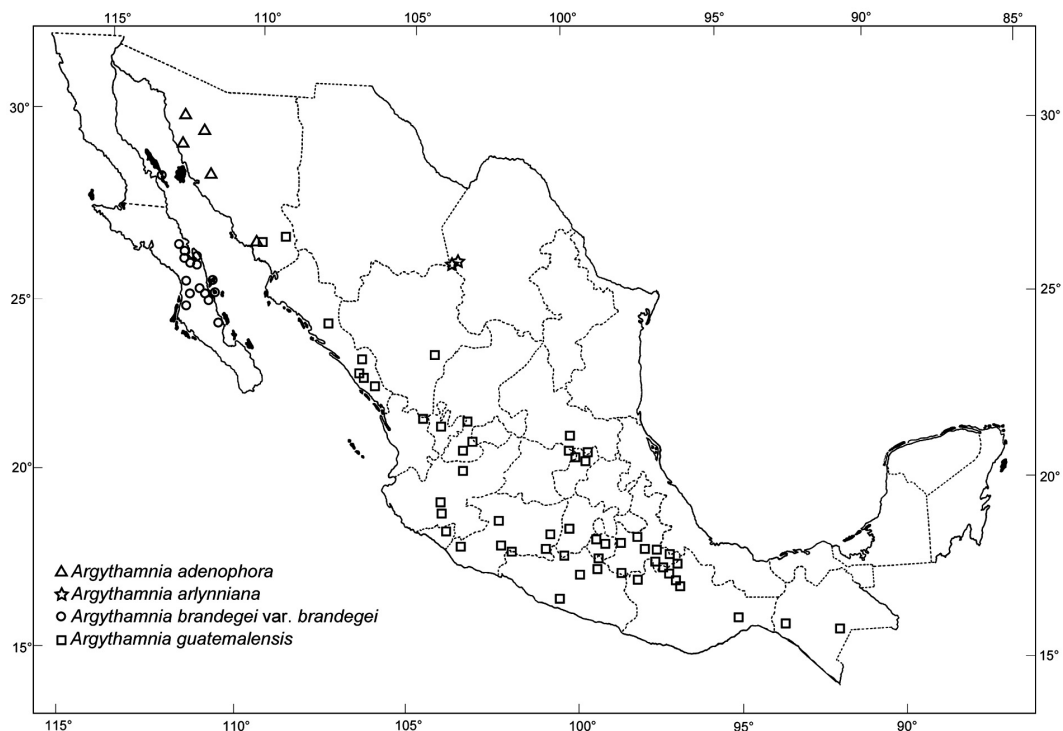 115° 110° 105° 100° 95° 90° 85°
30° 30°
25° 25°
20° 20°
Argythamnia adenophora
Argythamnia arlynniana
Argythamnia brandegei var. brandegei
Argythamnia guatemalensis
15° 15°
115° 110° 105° 100° 95° 90°